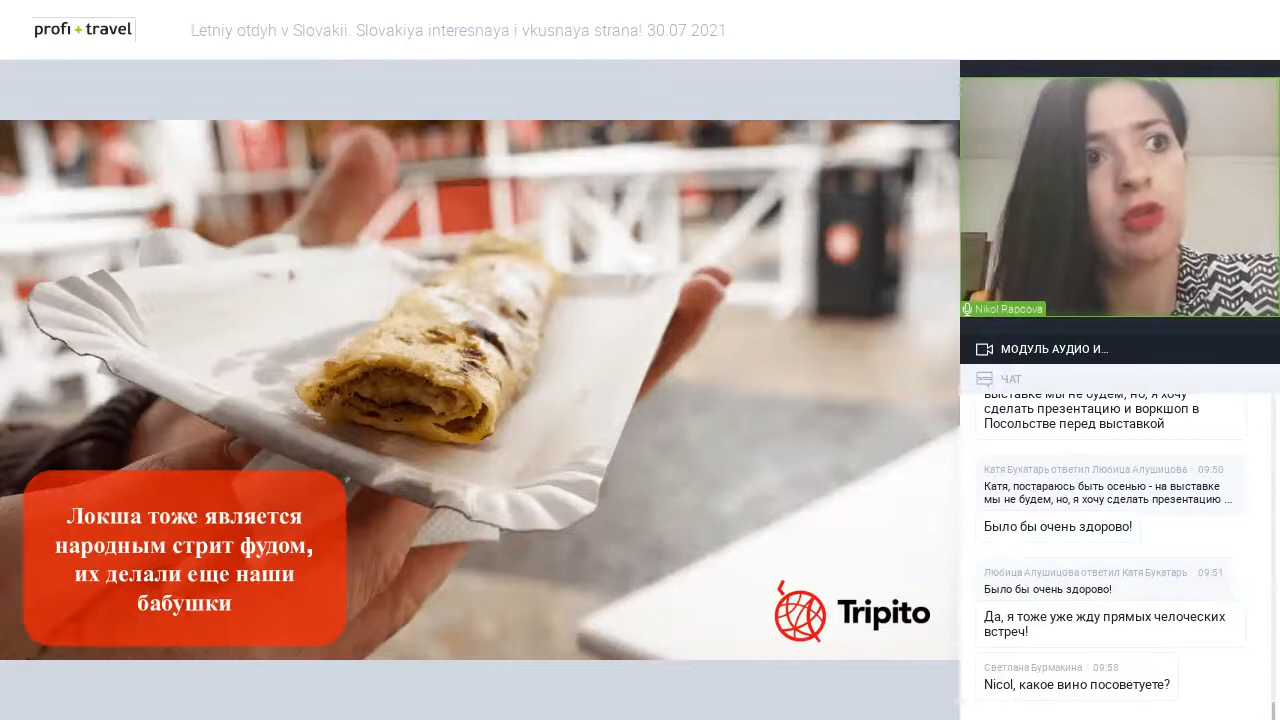 profi + travel
Letniy otdyh v Slovakii. Slovakiya interesnaya i vkusnaya strana! 30.07.2021
Локша тоже является
народным стрит фудом,
их делали еще наши
бабушки
Tripito
Nikol Rapcova
МОДУЛЬ АУДИО И...
ЧАТ
выставке мы не будем, но, я хочу
сделать презентацию и воркшоп в
Посольстве перед выставкой
Катя Букатарь ответил Любица Алушицова 09:50
Катя, постараюсь быть осенью - на выставке
мы не будем, но, я хочу сделать презентацию ...
Было бы очень здорово!
Любица Алушицова ответил Катя Букатарь 09:51
Было бы очень здорово!
Да, я тоже уже жду прямых челоческих
встреч!
Светлана Бурмакина 09:58
Nicol, какое вино посоветуете?